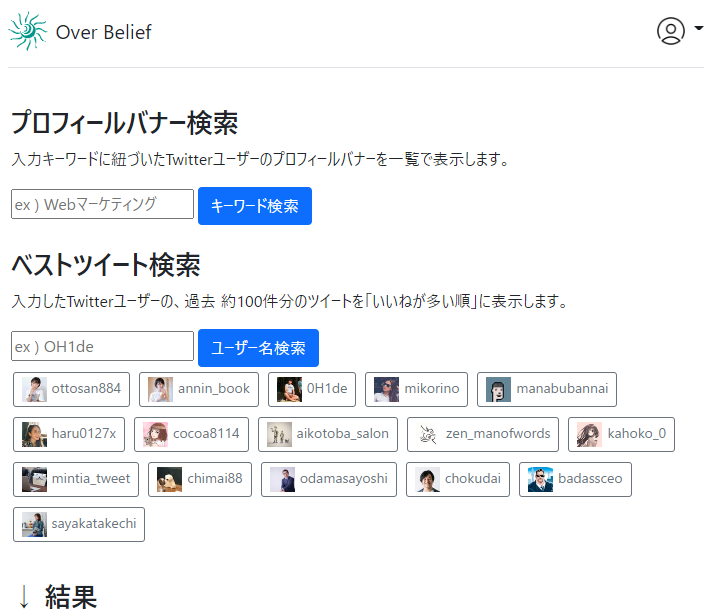 Over Belief
プロフィールバナー検索
入力キーワードに紐づいたTwitterユーザーのプロフィールバナーを一覧で表示します。
ex ) Webマーケティング キーワード検索
ベストツイート検索
入力したTwitterユーザーの、過去 約100件分のツイートを「いいねが多い順」に表示します。
ex ) OH1de ユーザー名検索
ottosan884 annin_book 0H1de mikorino manabubannai
haru0127x cocoa8114 aikotoba_salon zen_manofwords kahoko_0
mintia_tweet chimai88 odamasayoshi chokudai badassceo
sayakatakechi
↓ 結果